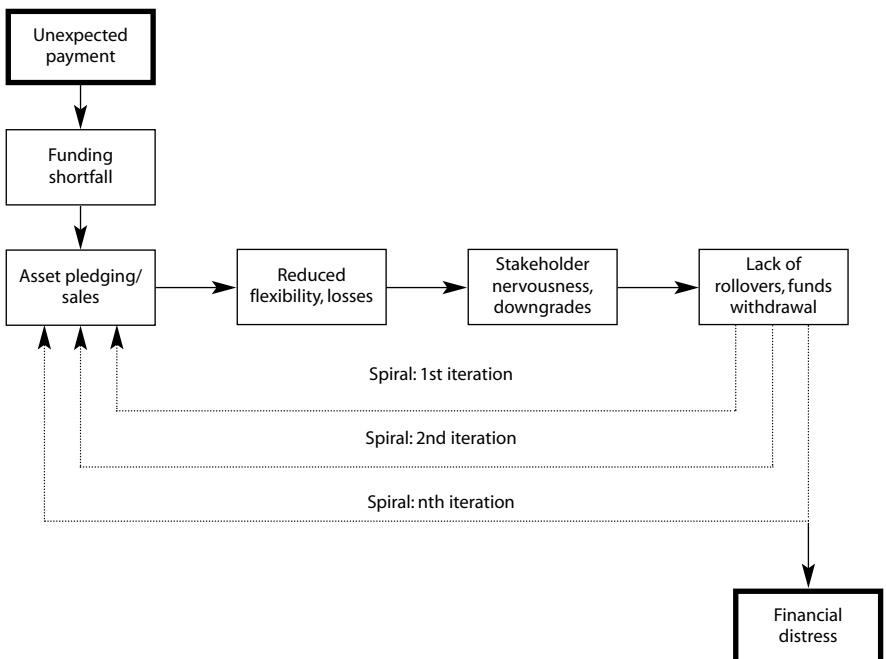 Unexpected
payment
Funding
shortfall
Asset pledging/
sales
Reduced
flexibility, losses
Stakeholder
nervousness,
downgrades
Lack of
rollovers, funds
withdrawal
Spiral: 1st iteration
Spiral: 2nd iteration
Spiral: nth iteration
Financial
distress